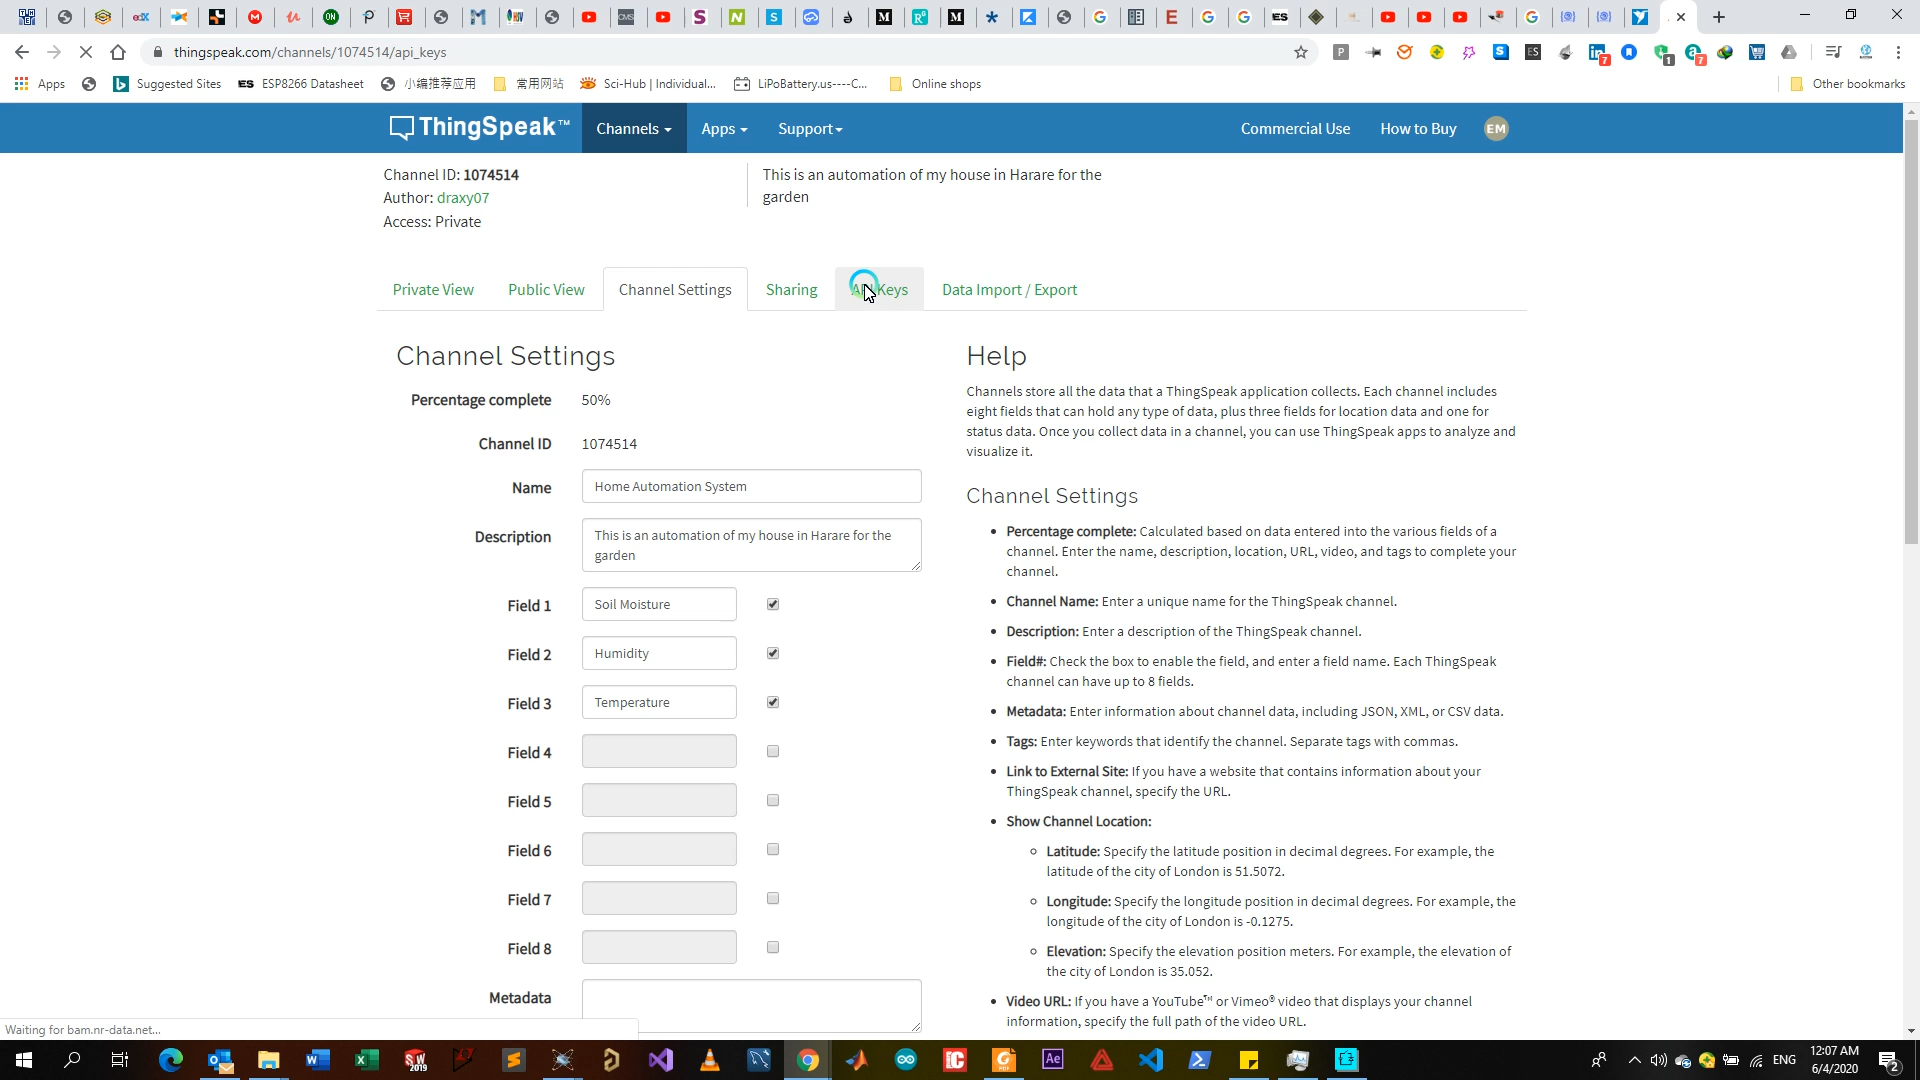 thingspeak.com/channels/1074514/api_keys
Apps
Suggested Sites
ES ESP8266 Datasheet
小编推荐应用
常用网站
Sci-Hub | Individual...
LiPoBattery.us----C...
Online shops
Other bookmarks
ThingSpeak™
Channels
Apps
Support
Commercial Use
How to Buy
EM
Channel ID: 1074514
Author: draxy07
Access: Private
This is an automation of my house in Harare for the
garden
Private View
Public View
Channel Settings
Sharing
API Keys
Data Import / Export
Channel Settings
Percentage complete 50%
Channel ID 1074514
Name Home Automation System
Description This is an automation of my house in Harare for the
garden
Field 1 Soil Moisture
Field 2 Humidity
Field 3 Temperature
Field 4
Field 5
Field 6
Field 7
Field 8
Metadata
Help
Channels store all the data that a ThingSpeak application collects. Each channel includes
eight fields that can hold any type of data, plus three fields for location data and one for
status data. Once you collect data in a channel, you can use ThingSpeak apps to analyze and
visualize it.
Channel Settings
Percentage complete: Calculated based on data entered into the various fields of a
channel. Enter the name, description, location, URL, video, and tags to complete your
channel.
Channel Name: Enter a unique name for the ThingSpeak channel.
Description: Enter a description of the ThingSpeak channel.
Field#: Check the box to enable the field, and enter a field name. Each ThingSpeak
channel can have up to 8 fields.
Metadata: Enter information about channel data, including JSON, XML, or CSV data.
Tags: Enter keywords that identify the channel. Separate tags with commas.
Link to External Site: If you have a website that contains information about your
ThingSpeak channel, specify the URL.
Show Channel Location:
Latitude: Specify the latitude position in decimal degrees. For example, the
latitude of the city of London is 51.5072.
Longitude: Specify the longitude position in decimal degrees. For example, the
longitude of the city of London is -0.1275.
Elevation: Specify the elevation position meters. For example, the elevation of
the city of London is 35.052.
Video URL: If you have a YouTube™ or Vimeo® video that displays your channel
information, specify the full path of the video URL.
Waiting for bam.nr-data.net...
ENG
12:07 AM
6/4/2020
2